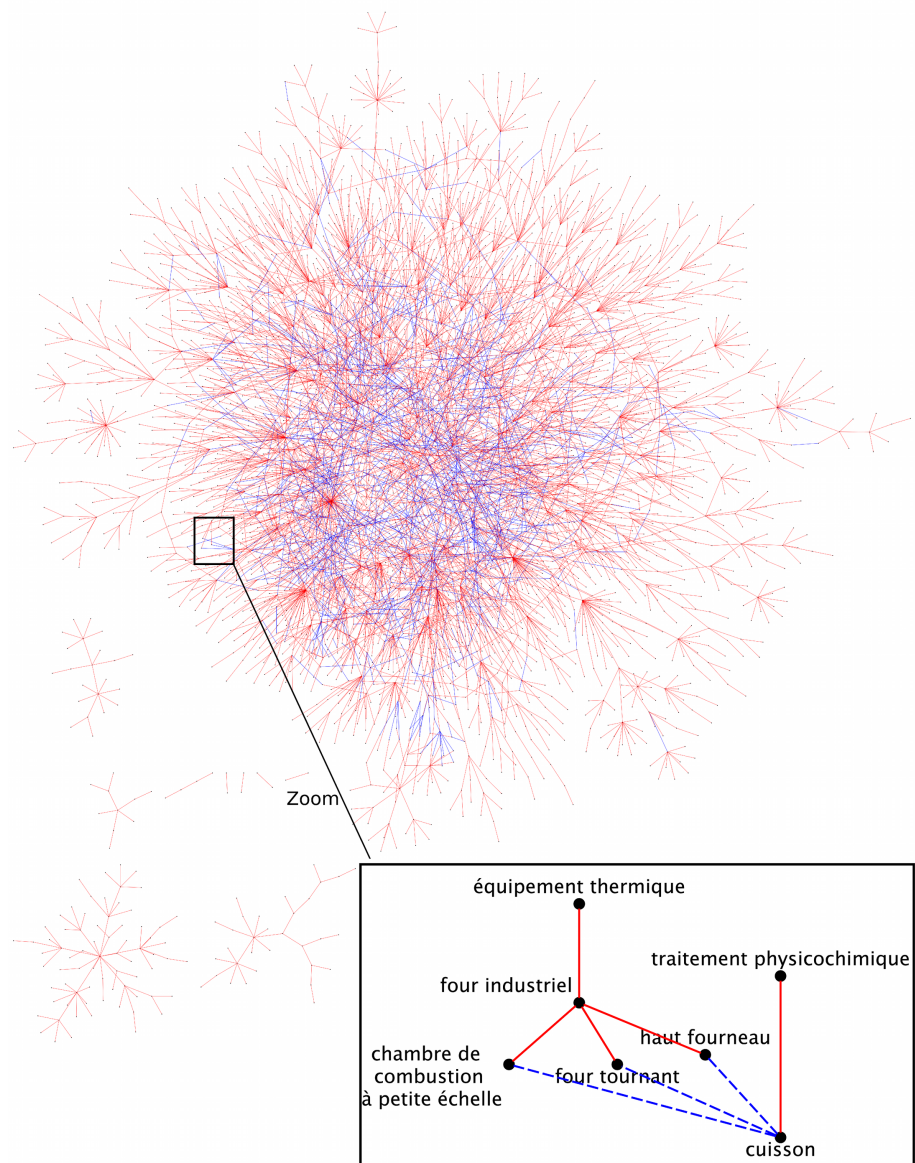 Zoom
équipement thermique
traitement physicochimique
four industriel
haut fourneau
chambre de
combustion
à petite échelle
four tournant
cuisson